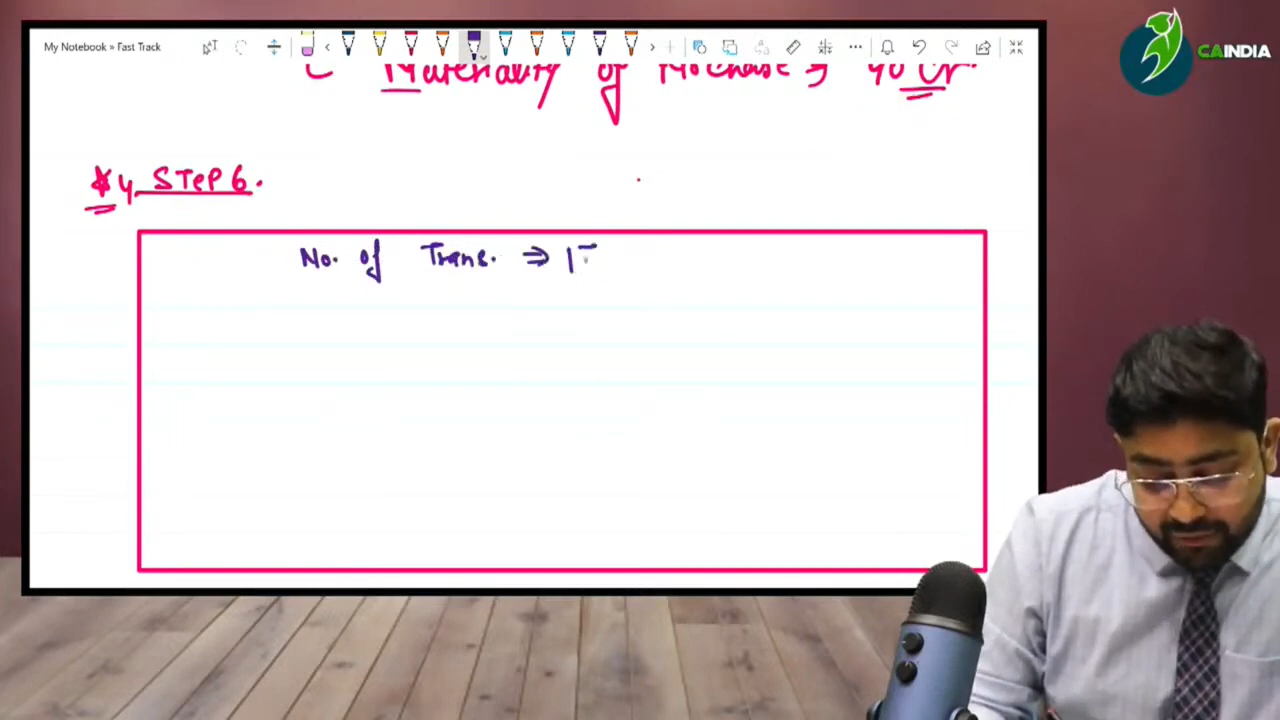 My Notebook » Fast Track
CAINDIA
Materiality of Purchase → 40 Cr.
* 4 STEP 6.
No. of Trans. ⇒ 1